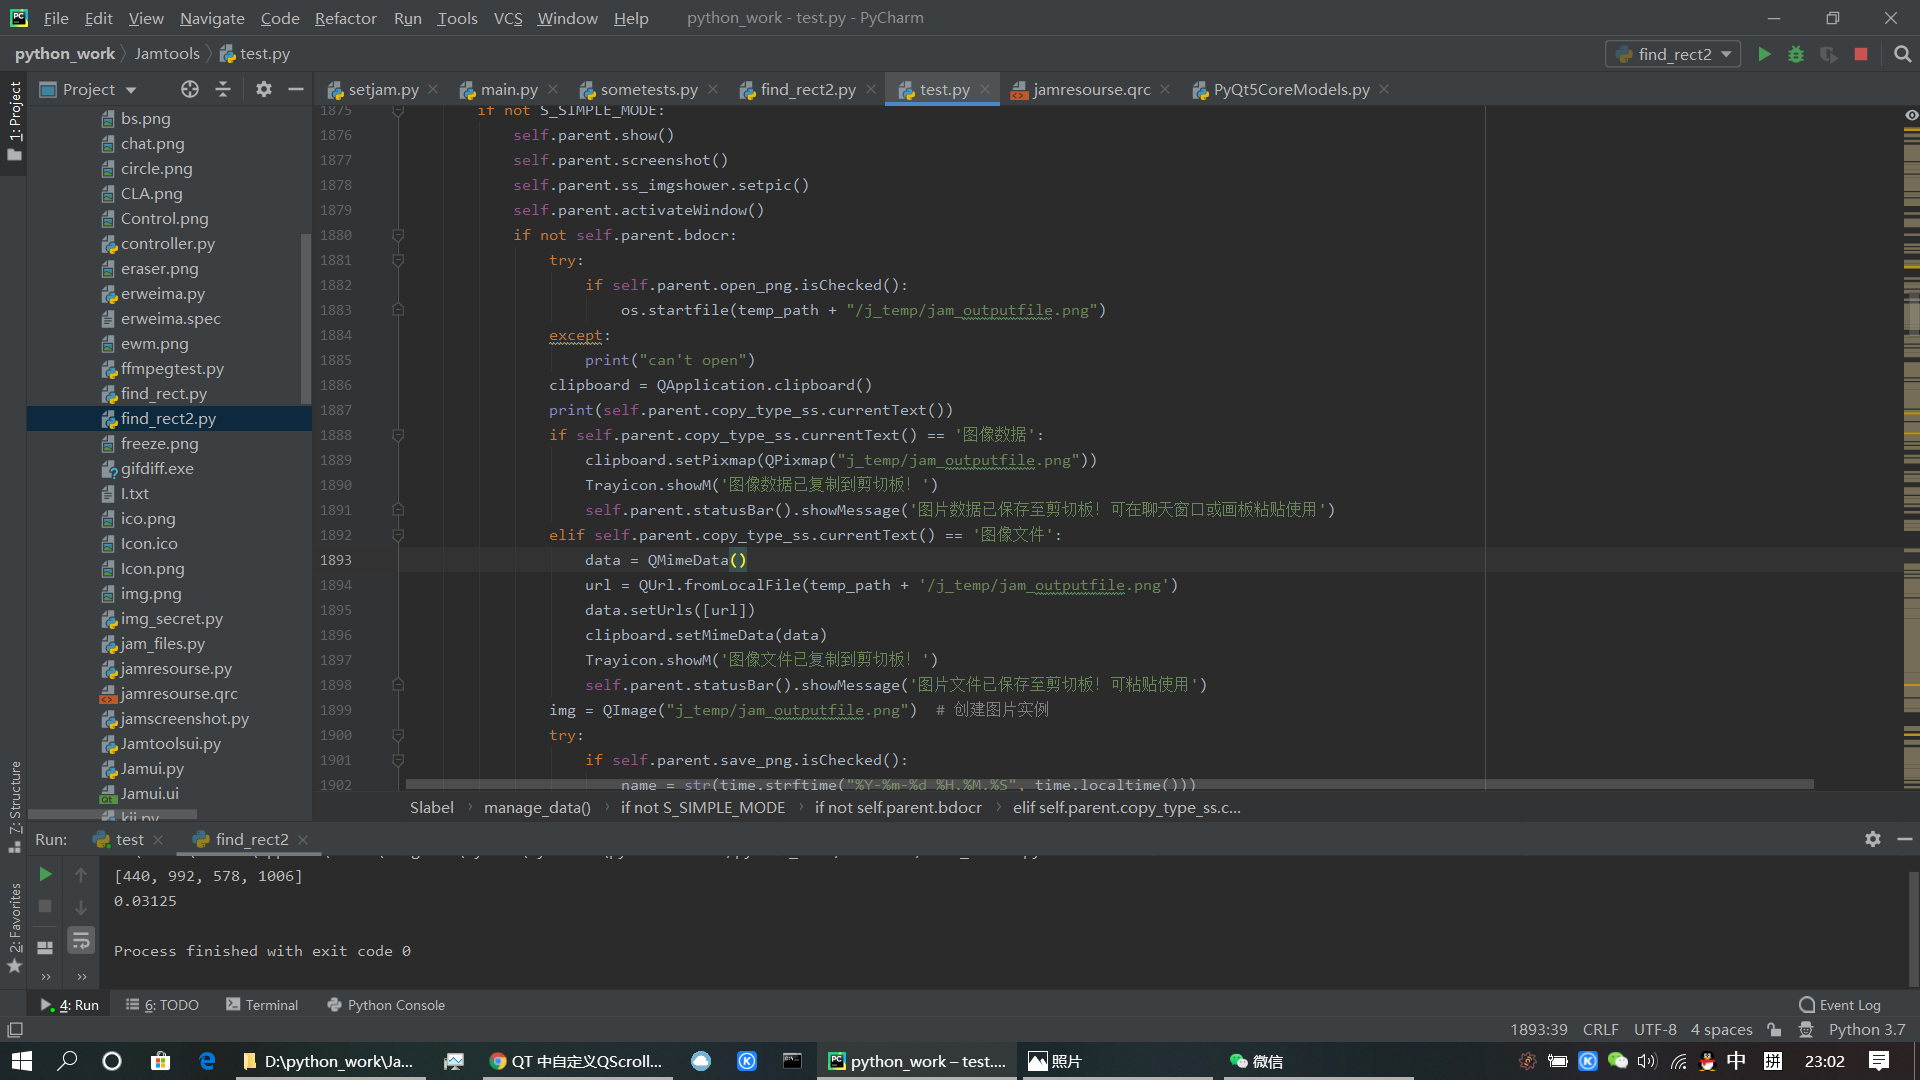 File Edit View Navigate Code Refactor Run Tools VCS Window Help python_work - test.py - PyCharm
python_work Jamtools test.py find_rect2
Project setjam.py main.py sometests.py find_rect2.py test.py jamresourse.qrc PyQt5CoreModels.py
1: Project
7: Structure
2: Favorites
bs.png
chat.png
circle.png
CLA.png
Control.png
controller.py
eraser.png
erweima.py
erweima.spec
ewm.png
ffmpegtest.py
find_rect.py
find_rect2.py
freeze.png
gifdiff.exe
I.txt
ico.png
Icon.ico
Icon.png
img.png
img_secret.py
jam_files.py
jamresourse.py
jamresourse.qrc
jamscreenshot.py
Jamtoolsui.py
Jamui.py
Jamui.ui
kii.py
1875 if not S_SIMPLE_MODE:
1876 self.parent.show()
1877 self.parent.screenshot()
1878 self.parent.ss_imgshower.setpic()
1879 self.parent.activateWindow()
1880 if not self.parent.bdocr:
1881 try:
1882 if self.parent.open_png.isChecked():
1883 os.startfile(temp_path + "/j_temp/jam_outputfile.png")
1884 except:
1885 print("can't open")
1886 clipboard = QApplication.clipboard()
1887 print(self.parent.copy_type_ss.currentText())
1888 if self.parent.copy_type_ss.currentText() == '图像数据':
1889 clipboard.setPixmap(QPixmap("j_temp/jam_outputfile.png"))
1890 Trayicon.showM('图像数据已复制到剪切板！')
1891 self.parent.statusBar().showMessage('图片数据已保存至剪切板！可在聊天窗口或画板粘贴使用')
1892 elif self.parent.copy_type_ss.currentText() == '图像文件':
1893 data = QMimeData()
1894 url = QUrl.fromLocalFile(temp_path + '/j_temp/jam_outputfile.png')
1895 data.setUrls([url])
1896 clipboard.setMimeData(data)
1897 Trayicon.showM('图像文件已复制到剪切板！')
1898 self.parent.statusBar().showMessage('图片文件已保存至剪切板！可粘贴使用')
1899 img = QImage("j_temp/jam_outputfile.png") # 创建图片实例
1900 try:
1901 if self.parent.save_png.isChecked():
1902 name = str(time.strftime("%Y-%m-%d_%H.%M.%S", time.localtime()))
Slabel manage_data() if not S_SIMPLE_MODE if not self.parent.bdocr elif self.parent.copy_type_ss.c...
Run: test find_rect2
[440, 992, 578, 1006]
0.03125
Process finished with exit code 0
4: Run 6: TODO Terminal Python Console Event Log
1893:39 CRLF UTF-8 4 spaces Python 3.7
D:\python_work\Ja... QT 中自定义QScroll... python_work – test.... 照片 微信 中 拼 23:02